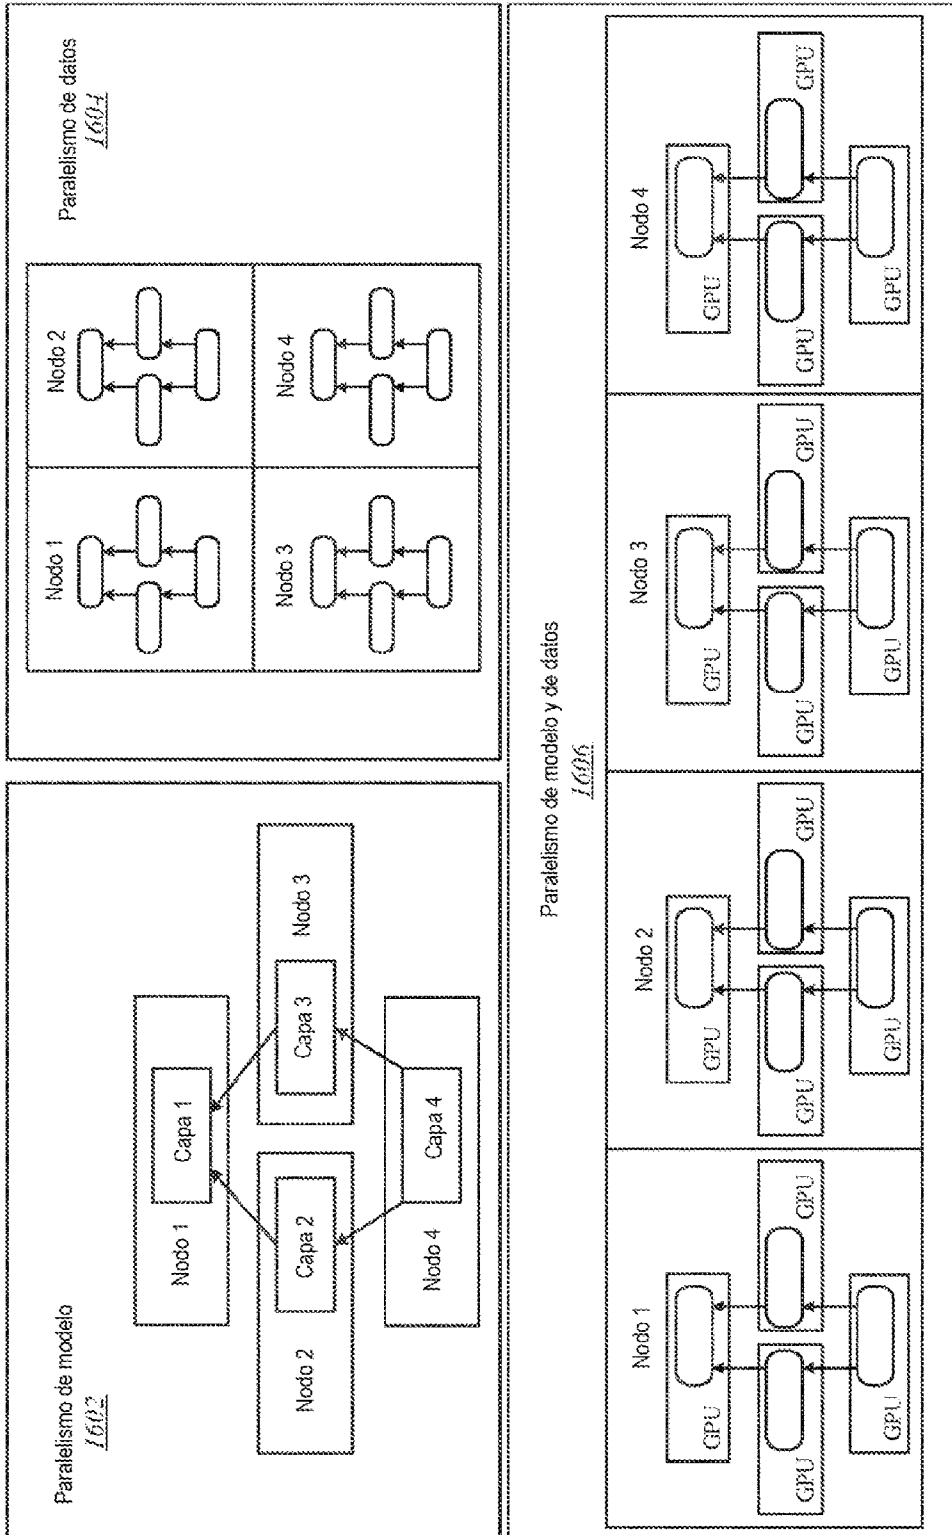 Paralelismo de modelo
1602
Nodo 1
Capa 1
Nodo 2
Capa 2
Capa 3
Nodo 3
Nodo 4
Capa 4
Paralelismo de datos
1604
Nodo 1
Nodo 2
Nodo 3
Nodo 4
Paralelismo de modelo y de datos
1606
Nodo 1
GPU
GPU
GPU
GPU
Nodo 2
GPU
GPU
GPU
GPU
Nodo 3
GPU
GPU
GPU
GPU
Nodo 4
GPU
GPU
GPU
GPU